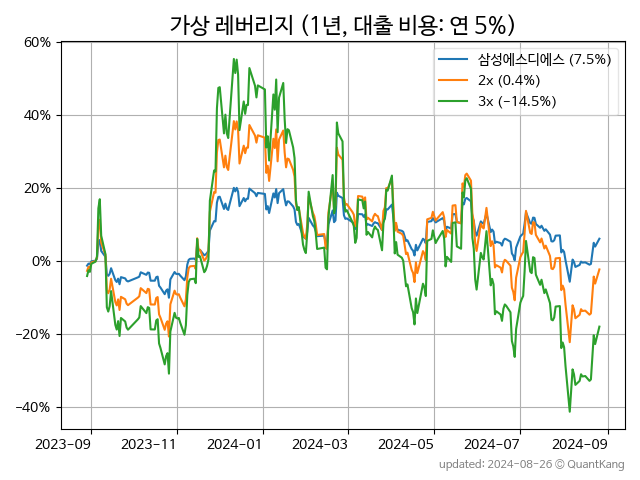 가상 레버리지 (1년, 대출 비용: 연 5%)
60%
40%
20%
0%
−20%
−40%
삼성에스디에스 (7.5%)
2x (0.4%)
3x (−14.5%)
2023-09 2023-11 2024-01 2024-03 2024-05 2024-07 2024-09
updated: 2024-08-26 © QuantKang